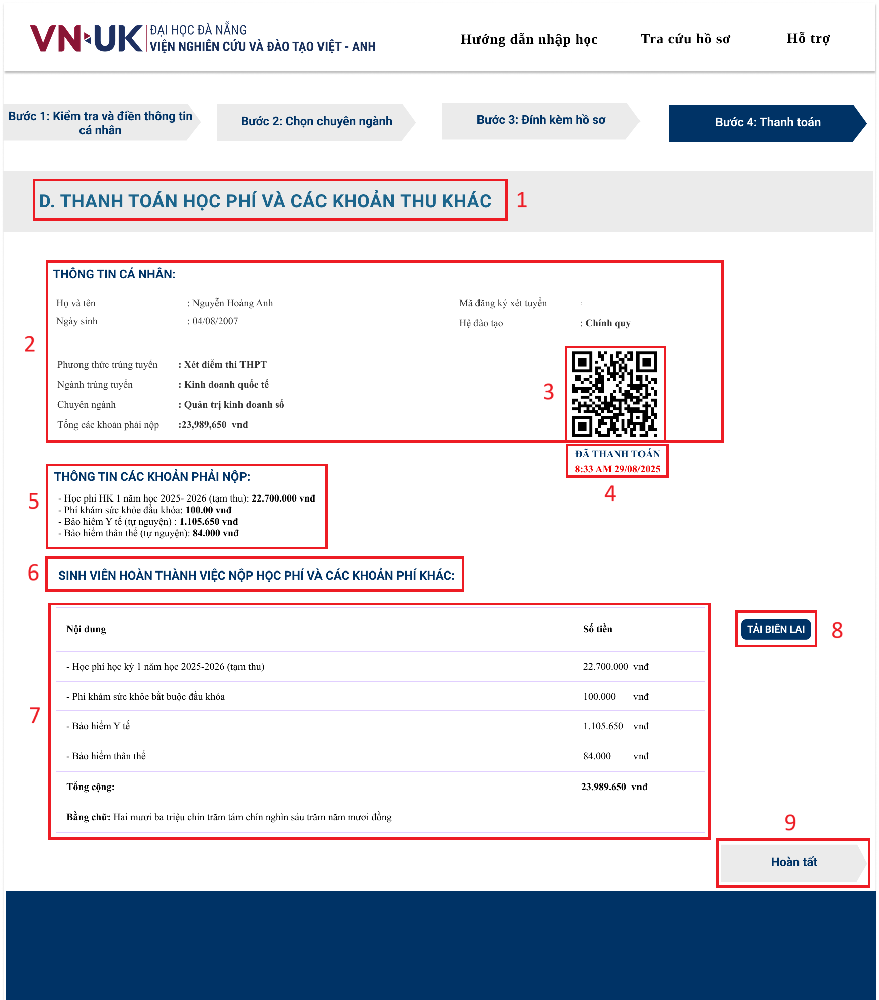 VN-UK
ĐẠI HỌC ĐÀ NẴNG
VIỆN NGHIÊN CỨU VÀ ĐÀO TẠO VIỆT - ANH
Hướng dẫn nhập học
Tra cứu hồ sơ
Hỗ trợ
Bước 1: Kiểm tra và điền thông tin
cá nhân
Bước 2: Chọn chuyên ngành
Bước 3: Đính kèm hồ sơ
Bước 4: Thanh toán
D. THANH TOÁN HỌC PHÍ VÀ CÁC KHOẢN THU KHÁC
1
THÔNG TIN CÁ NHÂN:
Họ và tên : Nguyễn Hoàng Anh
Mã đăng ký xét tuyển :
Ngày sinh : 04/08/2007
Hệ đào tạo : Chính quy
2
Phương thức trúng tuyển : Xét điểm thi THPT
Ngành trúng tuyển : Kinh doanh quốc tế
3
Chuyên ngành : Quản trị kinh doanh số
Tổng các khoản phải nộp :23,989,650 vnđ
ĐÃ THANH TOÁN
8:33 AM 29/08/2025
4
THÔNG TIN CÁC KHOẢN PHẢI NỘP:
5
- Học phí HK 1 năm học 2025- 2026 (tạm thu): 22.700.000 vnđ
- Phí khám sức khỏe đầu khóa: 100.00 vnđ
- Bảo hiểm Y tế (tự nguyện) : 1.105.650 vnđ
- Bảo hiểm thân thể (tự nguyện): 84.000 vnđ
6
SINH VIÊN HOÀN THÀNH VIỆC NỘP HỌC PHÍ VÀ CÁC KHOẢN PHÍ KHÁC:
Nội dung Số tiền
TẢI BIÊN LAI
8
- Học phí học kỳ 1 năm học 2025-2026 (tạm thu) 22.700.000 vnđ
- Phí khám sức khỏe bắt buộc đầu khóa 100.000 vnđ
7
- Bảo hiểm Y tế 1.105.650 vnđ
- Bảo hiểm thân thể 84.000 vnđ
Tổng cộng: 23.989.650 vnđ
Bằng chữ: Hai mươi ba triệu chín trăm tám chín nghìn sáu trăm năm mươi đồng
9
Hoàn tất